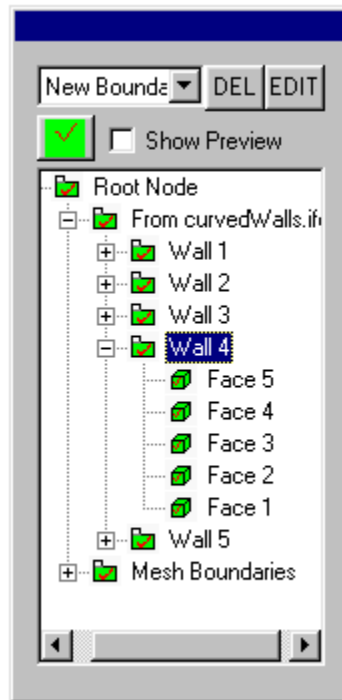 New Bounda DEL EDIT
Show Preview
Root Node
From curvedWalls.if
Wall 1
Wall 2
Wall 3
Wall 4
Face 5
Face 4
Face 3
Face 2
Face 1
Wall 5
Mesh Boundaries